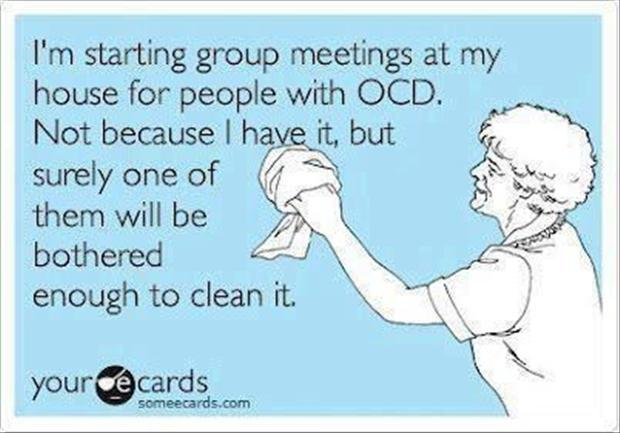 I'm starting group meetings at my
house for people with OCD.
Not because I have it, but
surely one of
them will be
bothered
enough to clean it.
your e cards
someecards.com